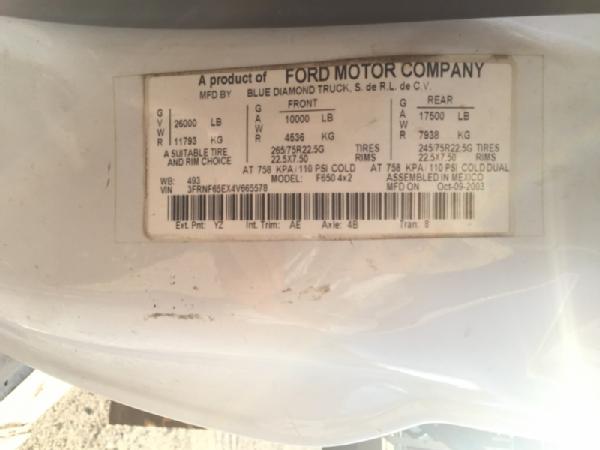 A product of FORD MOTOR COMPANY
MFD BY BLUE DIAMOND TRUCK, S. de R.L. de C.V.
GVWR 26000 LB
11793 KG
A SUITABLE TIRE
AND RIM CHOICE
FRONT
GAWR 10000 LB
4536 KG
265/75R22.5G TIRES
22.5X7.50 RIMS
AT 758 KPA/110 PSI COLD
REAR
GAWR 17500 LB
7938 KG
245/75R22.5G TIRES
22.5X7.50 RIMS
AT 758 KPA/110 PSI COLD DUAL
WB: 493 MODEL: F650 4x2 ASSEMBLED IN MEXICO
VIN 3FRNF65EX4V665578 MFD ON Oct-09-2003
Ext. Pnt: YZ Int. Trim: AE Axle: 4B Tran: 8